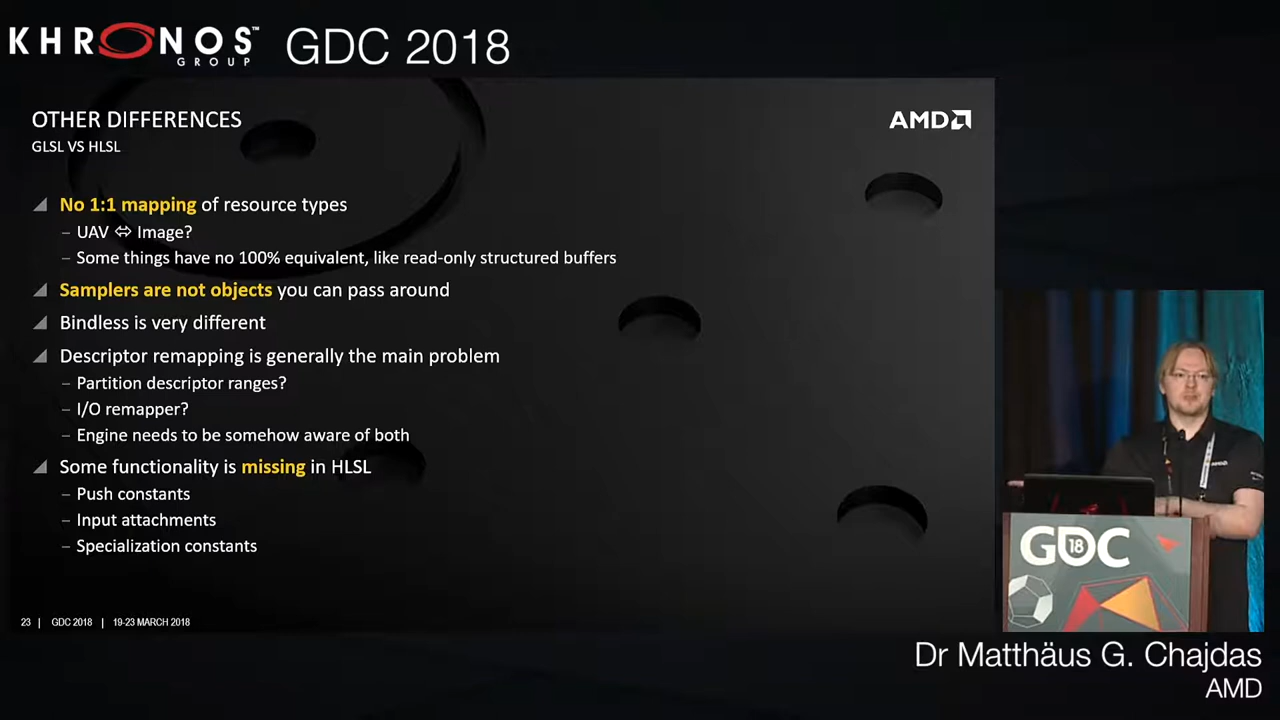 KHRONOS™
GROUP
GDC 2018
OTHER DIFFERENCES
GLSL VS HLSL
AMD
No 1:1 mapping of resource types
– UAV ⇔ Image?
– Some things have no 100% equivalent, like read-only structured buffers
Samplers are not objects you can pass around
Bindless is very different
Descriptor remapping is generally the main problem
– Partition descriptor ranges?
– I/O remapper?
– Engine needs to be somehow aware of both
Some functionality is missing in HLSL
– Push constants
– Input attachments
– Specialization constants
23 | GDC 2018 | 19-23 MARCH 2018
GDC
18
Dr Matthäus G. Chajdas
AMD